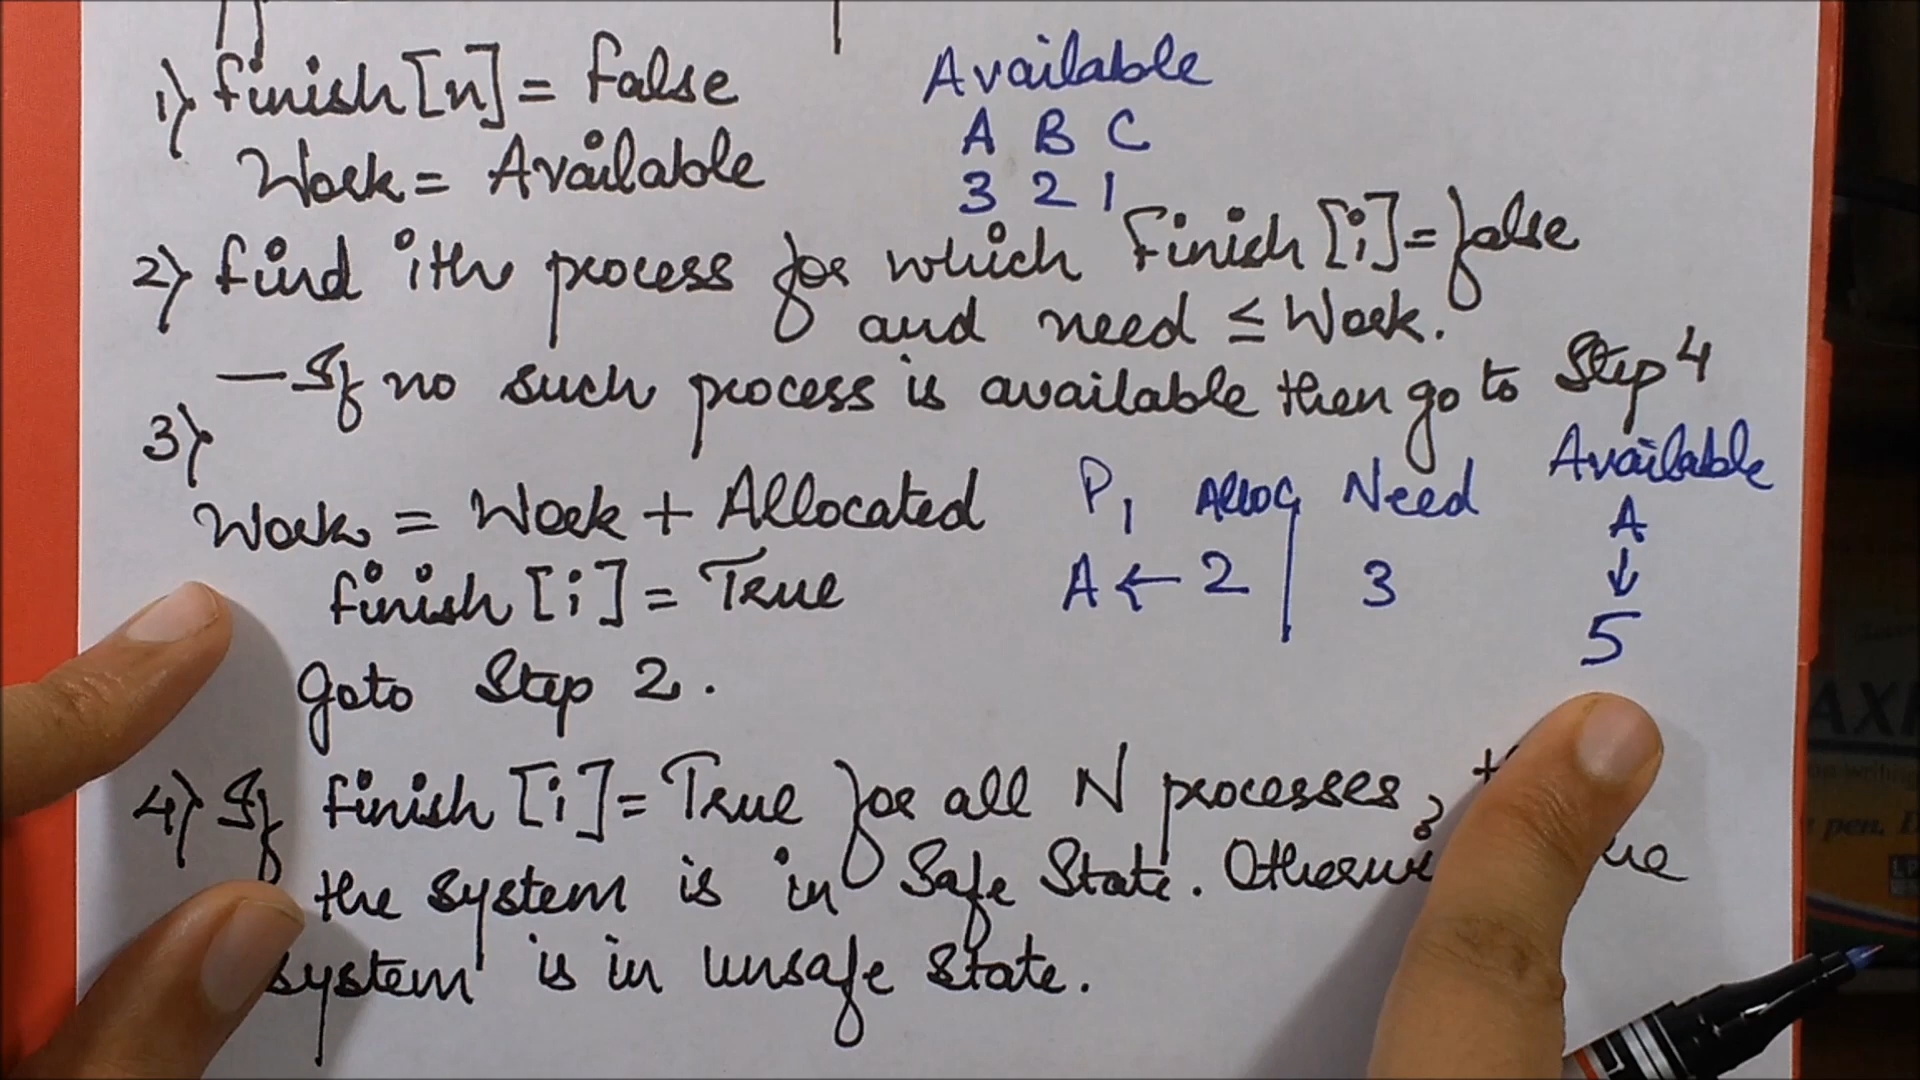 1) Finish[n] = False
Work = Available
Available
A B C
3 2 1
2) Find ith process for which Finish[i]=false
and need ≤ Work.
— If no such process is available then go to Step 4
3)
Work = Work + Allocated
Finish[i] = True
Goto Step 2.
P1 Alloc Need
A ← 2 | 3
Available
A
↓
5
4) If Finish[i]=True for all N processes,
the system is in Safe State.
system is in unsafe State.
pen.